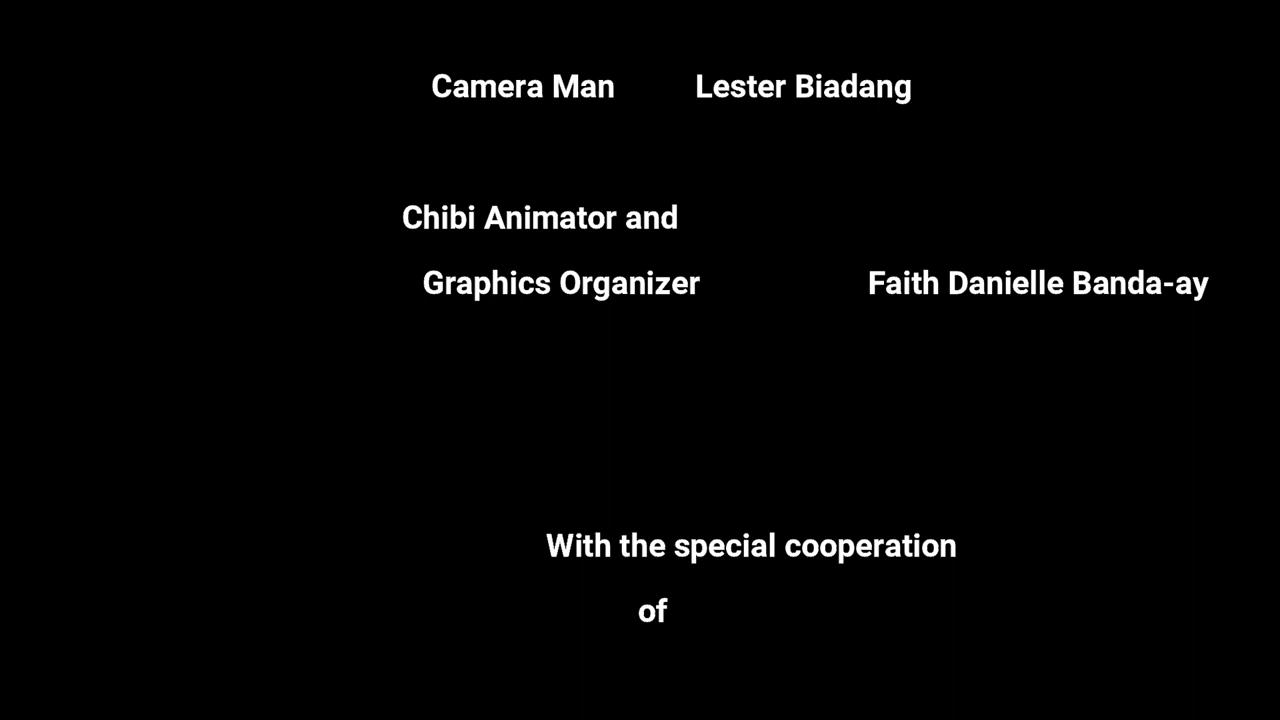 Camera Man Lester Biadang
Chibi Animator and
Graphics Organizer Faith Danielle Banda-ay
With the special cooperation
of